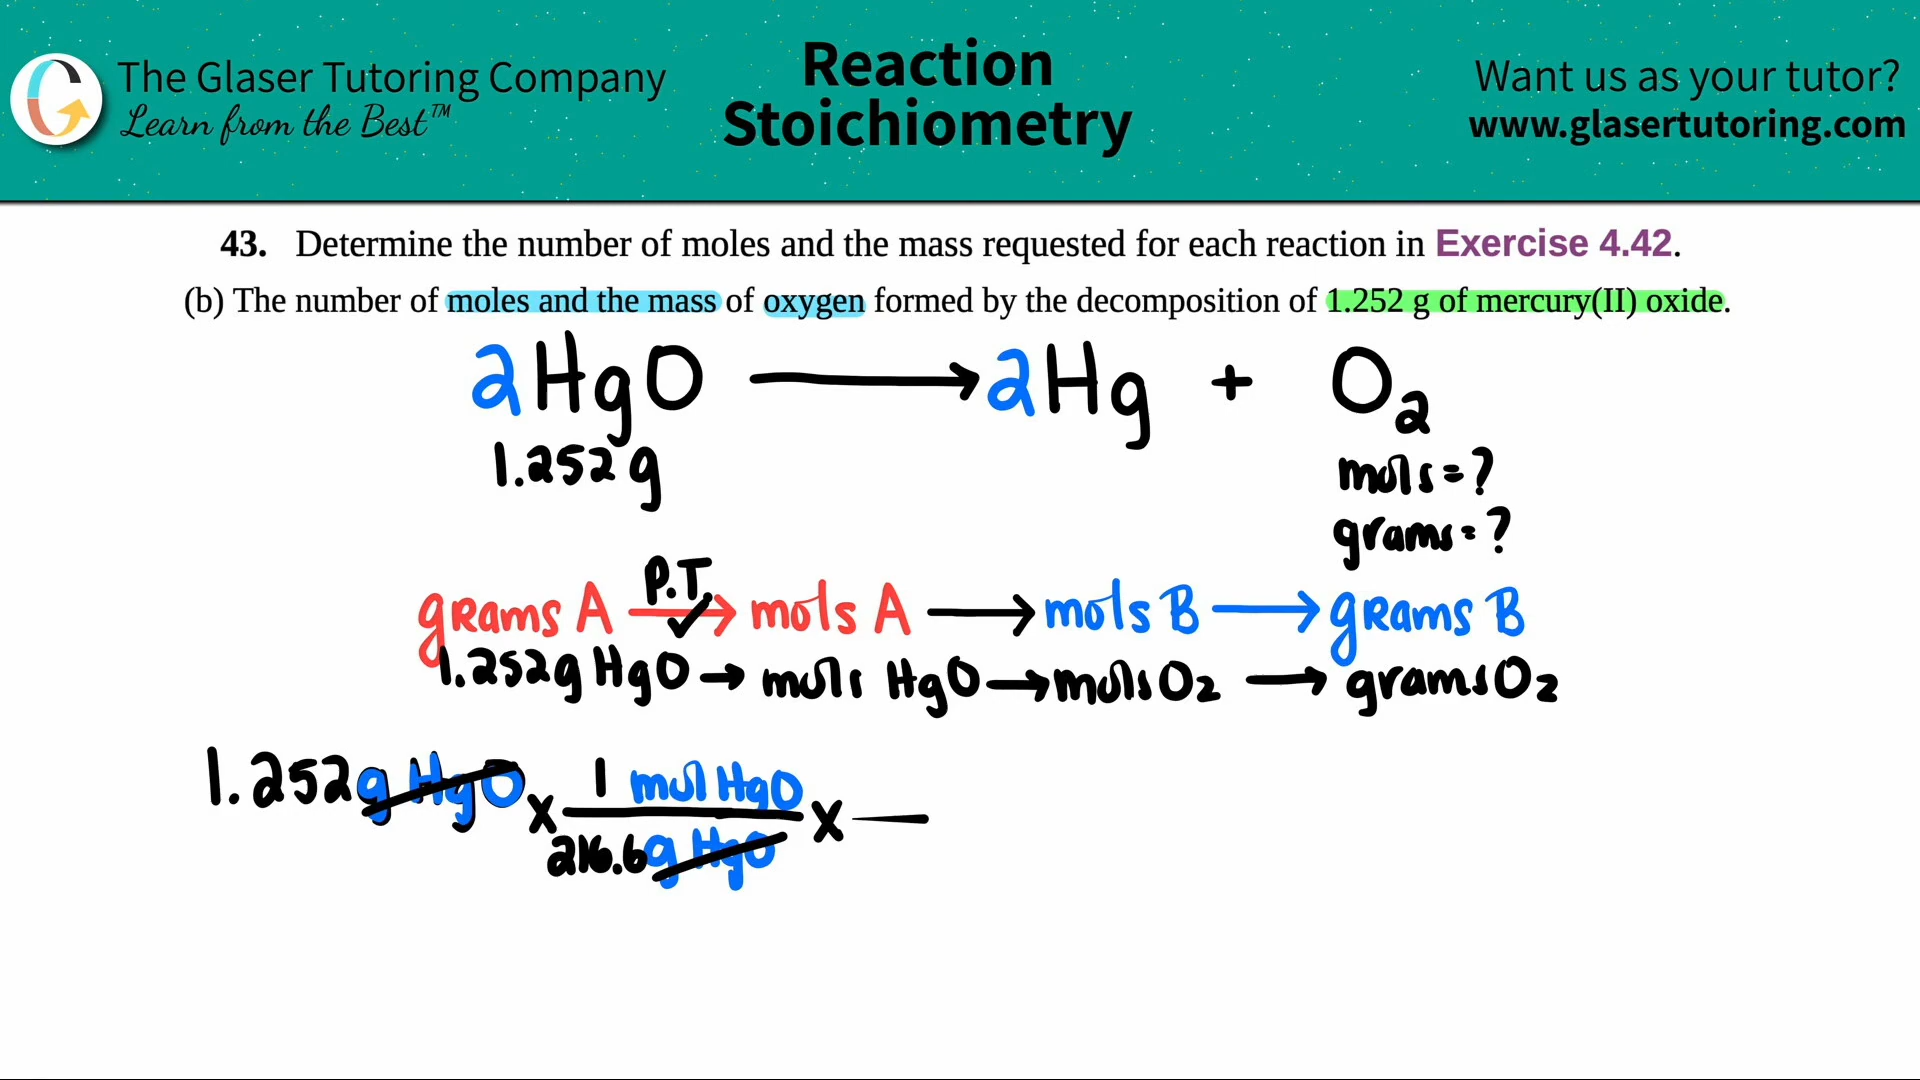 The Glaser Tutoring Company
Learn from the Best™
Reaction
Stoichiometry
Want us as your tutor?
www.glasertutoring.com
43. Determine the number of moles and the mass requested for each reaction in Exercise 4.42.
(b) The number of moles and the mass of oxygen formed by the decomposition of 1.252 g of mercury(II) oxide.
2HgO → 2Hg + O₂
1.252g
mols=?
grams=?
P.T.
grams A → mols A → mols B → grams B
1.252g HgO → mols HgO → mols O₂ → grams O₂
1.252 g HgO x 1 mol HgO x
216.6 g HgO